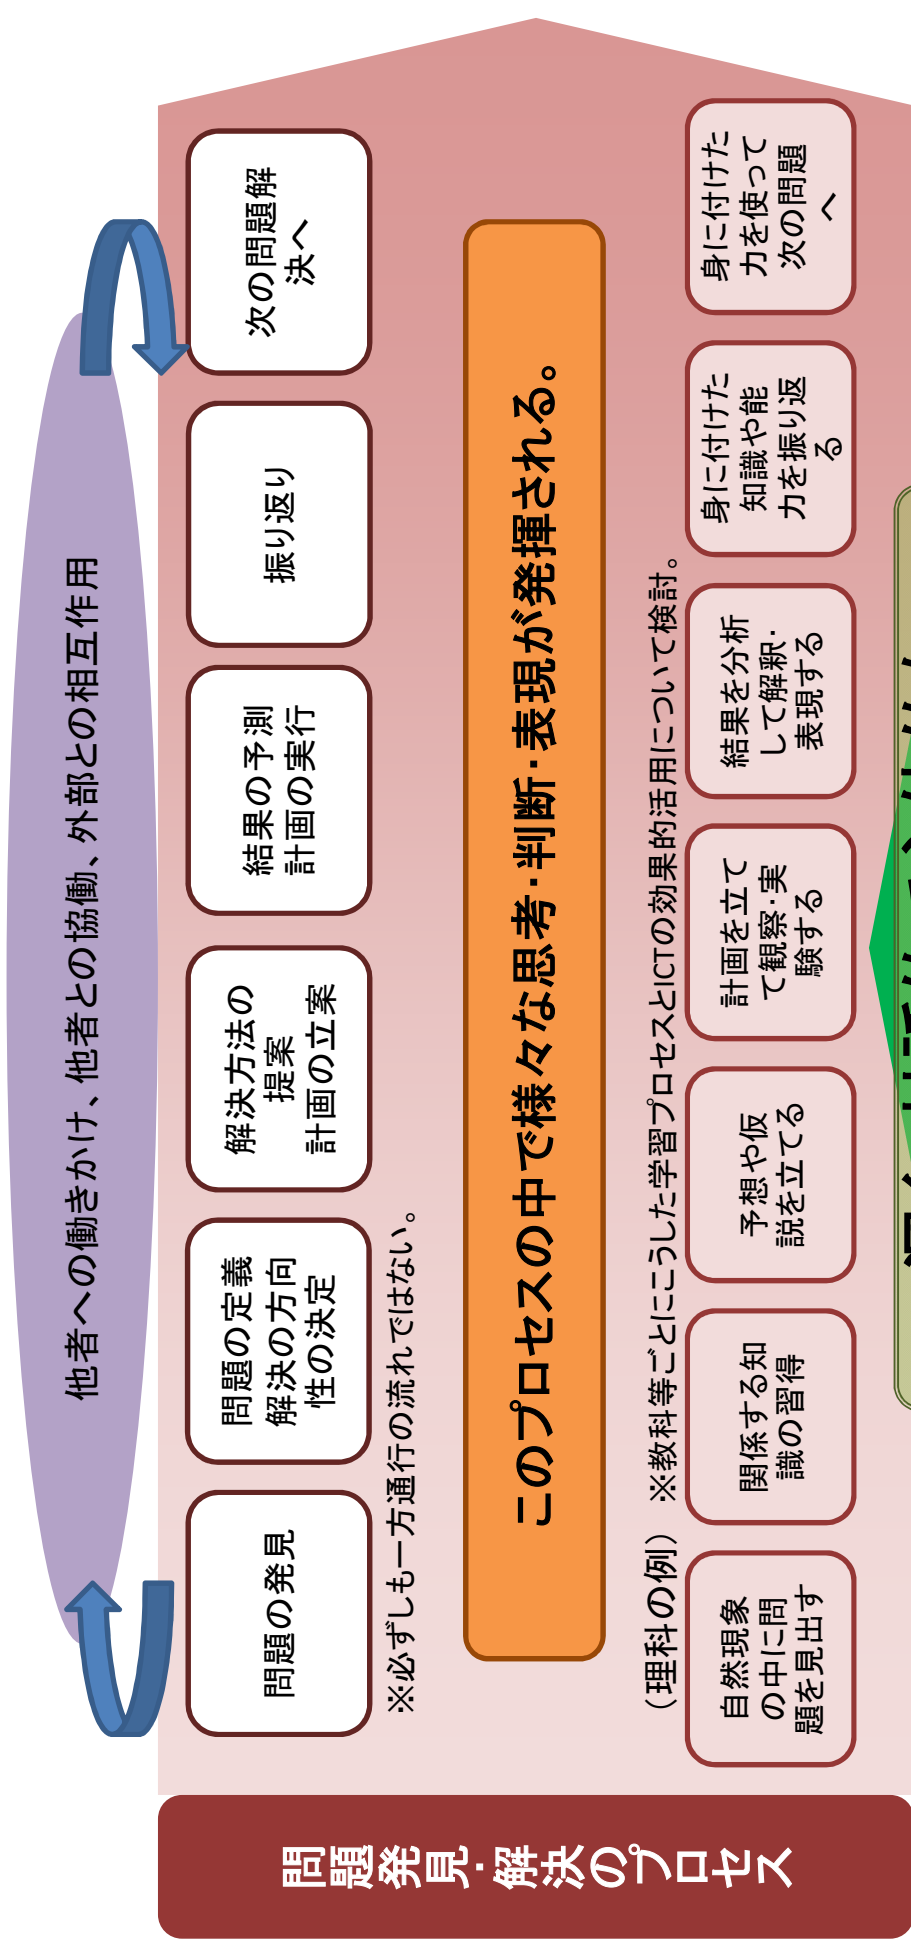 他者への働きかけ、他者との協働、外部との相互作用
問題発見・解決のプロセス
問題の発見
問題の定義
解決の方向
性の決定
解決方法の
提案
計画の立案
結果の予測
計画の実行
振り返り
次の問題解
決へ
※必ずしも一方通行の流れではない。
このプロセスの中で様々な思考・判断・表現が発揮される。
（理科の例）　※教科等ごとにこうした学習プロセスとICTの効果的活用について検討。
自然現象
の中に問
題を見出す
関係する知
識の習得
予想や仮
説を立てる
計画を立て
て観察・実
験する
結果を分析
して解釈・
表現する
身に付けた
知識や能
力を振り返
る
身に付けた
力を使って
次の問題
へ